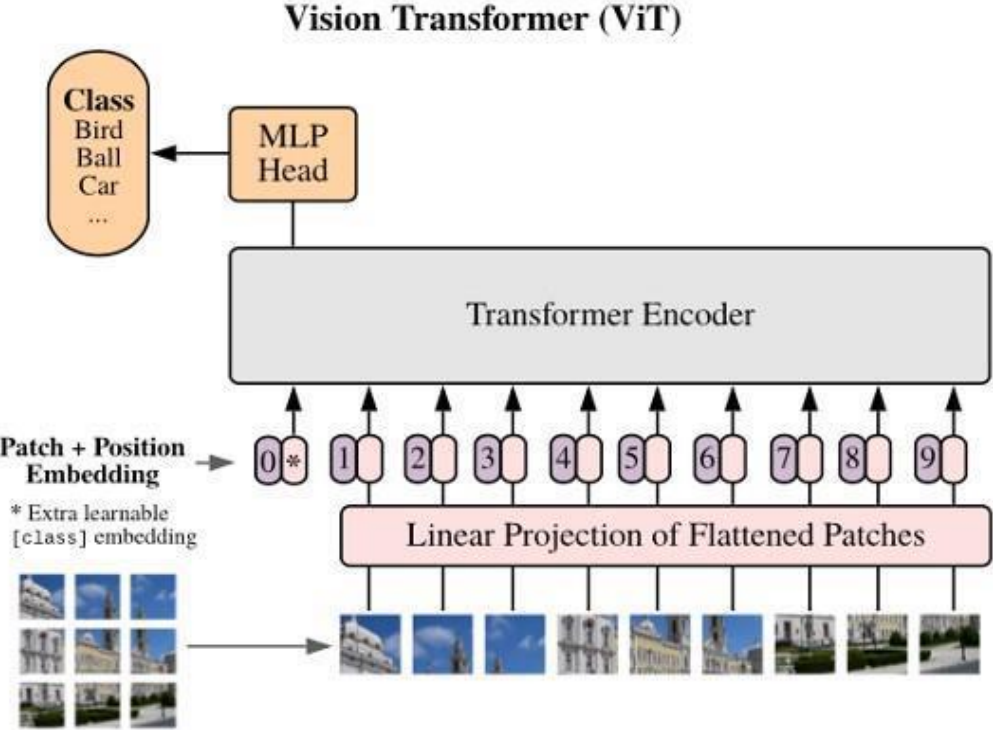 Vision Transformer (ViT)
Class
Bird
Ball
Car
...
MLP
Head
Transformer Encoder
Patch + Position
Embedding
0 * 1 2 3 4 5 6 7 8 9
* Extra learnable
[class] embedding
Linear Projection of Flattened Patches